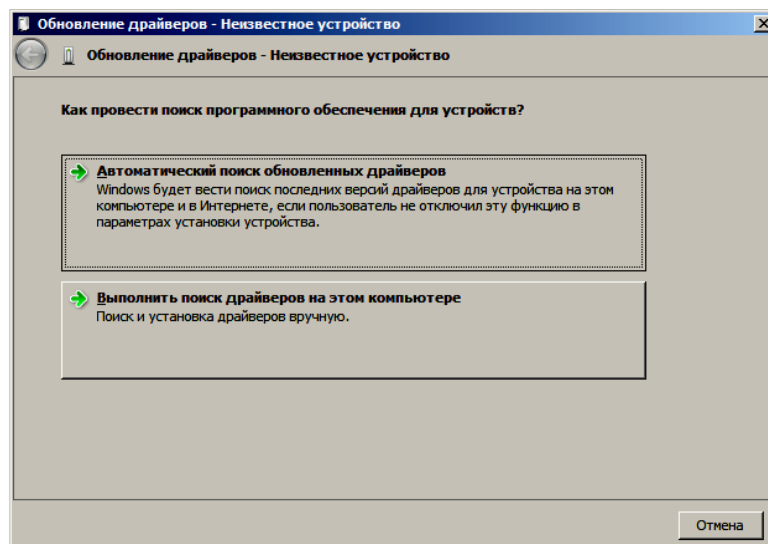 Обновление драйверов - Неизвестное устройство
Обновление драйверов - Неизвестное устройство
Как провести поиск программного обеспечения для устройств?
Автоматический поиск обновленных драйверов
Windows будет вести поиск последних версий драйверов для устройства на этом
компьютере и в Интернете, если пользователь не отключил эту функцию в
параметрах установки устройства.
Выполнить поиск драйверов на этом компьютере
Поиск и установка драйверов вручную.
Отмена